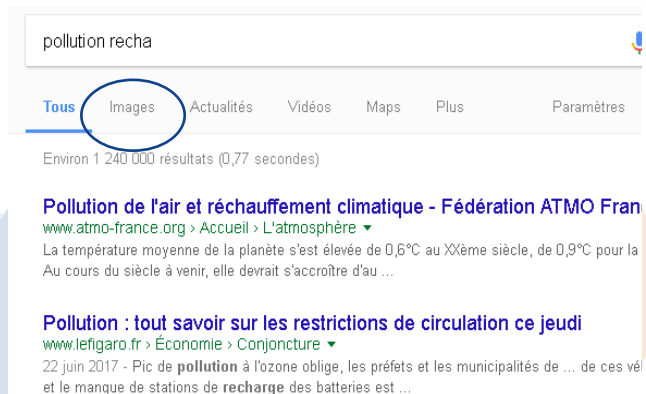 pollution recha
Tous Images Actualités Vidéos Maps Plus Paramètres
Environ 1 240 000 résultats (0,77 secondes)
Pollution de l'air et réchauffement climatique - Fédération ATMO Fran
www.atmo-france.org › Accueil › L'atmosphère ▼
La température moyenne de la planète s'est élevée de 0,6°C au XXème siècle, de 0,9°C pour la
Au cours du siècle à venir, elle devrait s'accroître d'au ...
Pollution : tout savoir sur les restrictions de circulation ce jeudi
www.lefigaro.fr › Économie › Conjoncture ▼
22 juin 2017 - Pic de pollution à l'ozone oblige, les préfets et les municipalités de ... de ces vé
et le manque de stations de recharge des batteries est ...